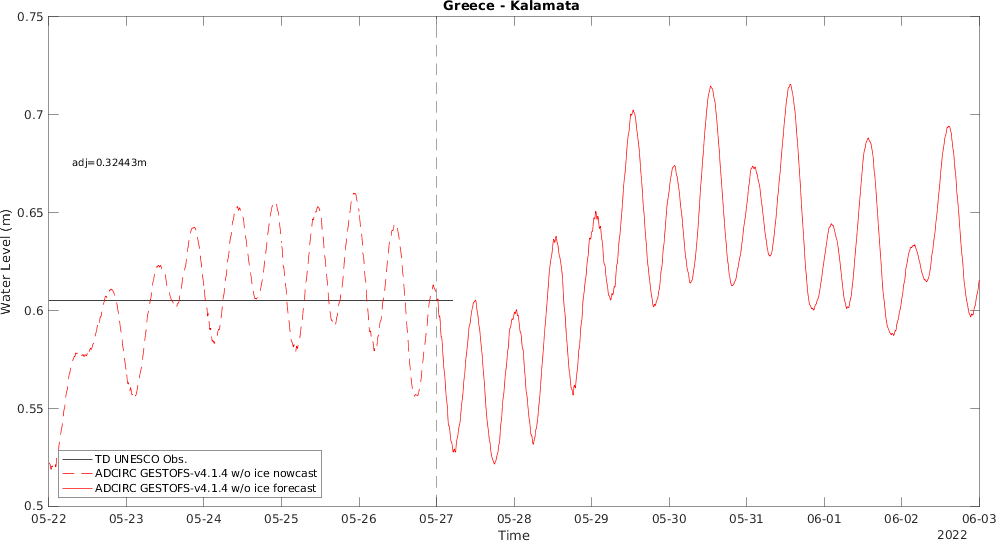 Greece - Kalamata
0.75
0.7
0.65
0.6
0.55
0.5
Water Level (m)
adj=0.32443m
TD UNESCO Obs.
ADCIRC GESTOFS-v4.1.4 w/o ice nowcast
ADCIRC GESTOFS-v4.1.4 w/o ice forecast
05-22 05-23 05-24 05-25 05-26 05-27 05-28 05-29 05-30 05-31 06-01 06-02 06-03
Time
2022